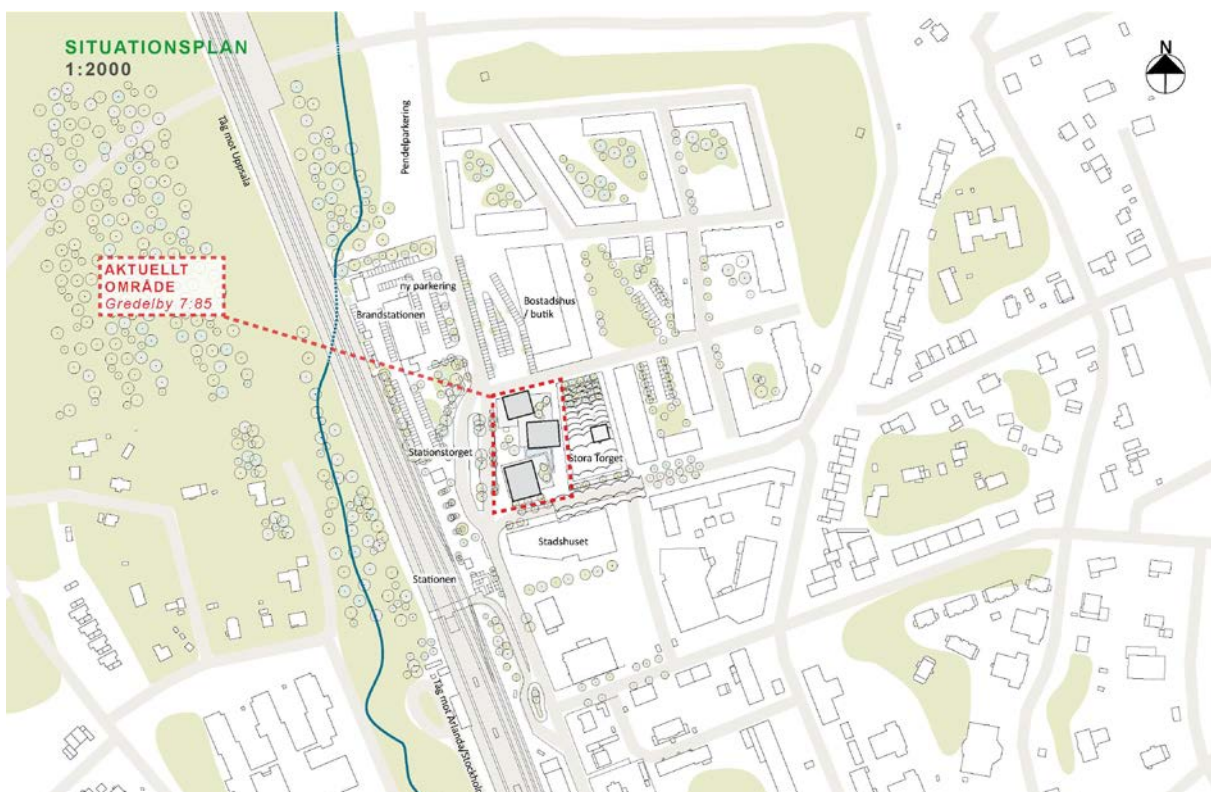 SITUATIONSPLAN
1:2000
N
Tåg mot Uppsala
Pendelparkering
AKTUELLT
OMRÅDE
Gredelby 7:85
ny parkering
Brandstationen
Bostadshus
/ butik
Stationstorget
Stora Torget
Stadshuset
Stationen
Tåg mot Arlanda/Stockholm